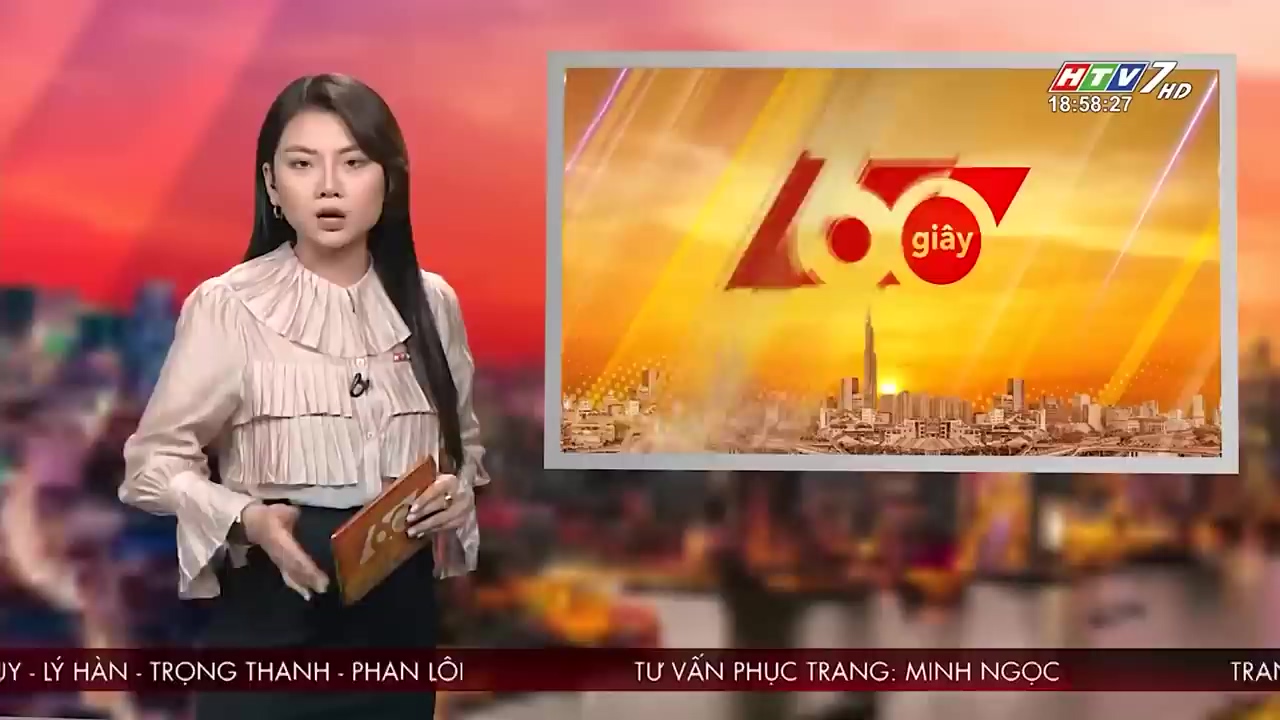 HTV7 HD
18:58:27
60 giây
UY - LÝ HÀN - TRỌNG THANH - PHAN LÔI TƯ VẤN PHỤC TRANG: MINH NGỌC TRAN